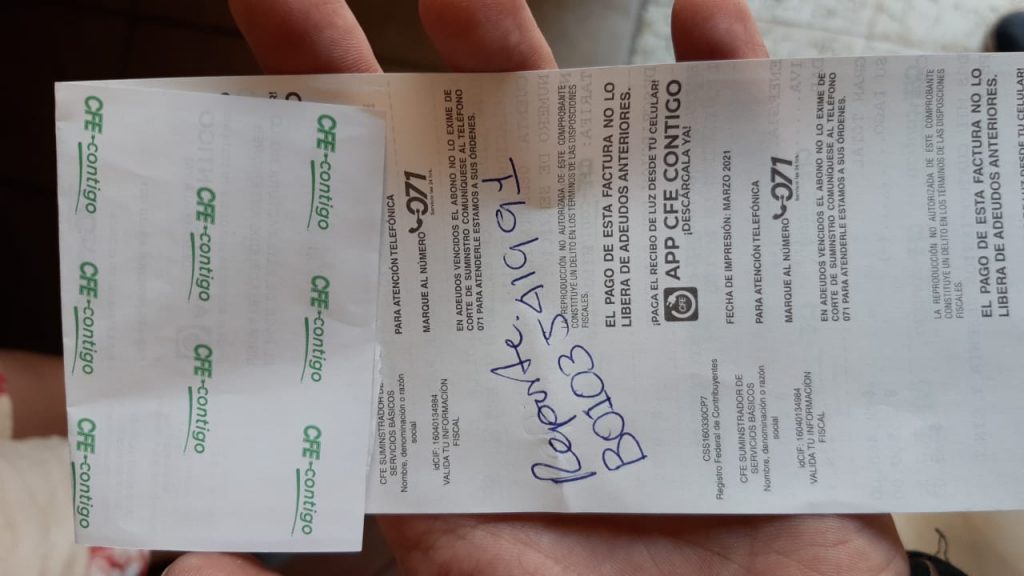 CFE-contigo
CFE-contigo
CFE-contigo
CFE-contigo
CFE-contigo
CFE-contigo
CFE-contigo
CFE-contigo
CFE SUMINSTRADOR DE
SERVICIOS BÁSICOS
Nombre, denominación o razón
social
idCIF: 16040134884
VALIDA TU INFORMACION
FISCAL
PARA ATENCIÓN TELEFÓNICA
MARQUE AL NÚMERO 071
EN ADEUDOS VENCIDOS EL ABONO NO LO EXIME DE
CORTE DE SUMINISTRO COMUNÍQUESE AL TELÉFONO
071 PARA ATENDERLE ESTAMOS A SUS ÓRDENES.
Reporte.
B01035
LA REPRODUCCIÓN NO AUTORIZADA DE ESTE COMPROBANTE
CONSTITUYE UN DELITO EN LOS TÉRMINOS DE LAS DISPOSICIONES
FISCALES.
EL PAGO DE ESTA FACTURA NO LO
LIBERA DE ADEUDOS ANTERIORES.
¡PAGA EL RECIBO DE LUZ DESDE TU CELULAR!
CFE APP CFE CONTIGO
¡DESCARGALA YA!
CSS160330CP7
Registro Federal de Contribuyentes
CFE SUMINSTRADOR DE
SERVICIOS BÁSICOS
Nombre, denominación o razón
social
idCIF: 16040134884
VALIDA TU INFORMACION
FISCAL
FECHA DE IMPRESIÓN: MARZO 2021
PARA ATENCIÓN TELEFÓNICA
MARQUE AL NÚMERO 071
EN ADEUDOS VENCIDOS EL ABONO NO LO EXIME DE
CORTE DE SUMINISTRO COMUNÍQUESE AL TELÉFONO
071 PARA ATENDERLE ESTAMOS A SUS ÓRDENES.
LA REPRODUCCIÓN NO AUTORIZADA DE ESTE COMPROBANTE
CONSTITUYE UN DELITO EN LOS TÉRMINOS DE LAS DISPOSICIONES
FISCALES.
EL PAGO DE ESTA FACTURA NO LO
LIBERA DE ADEUDOS ANTERIORES.